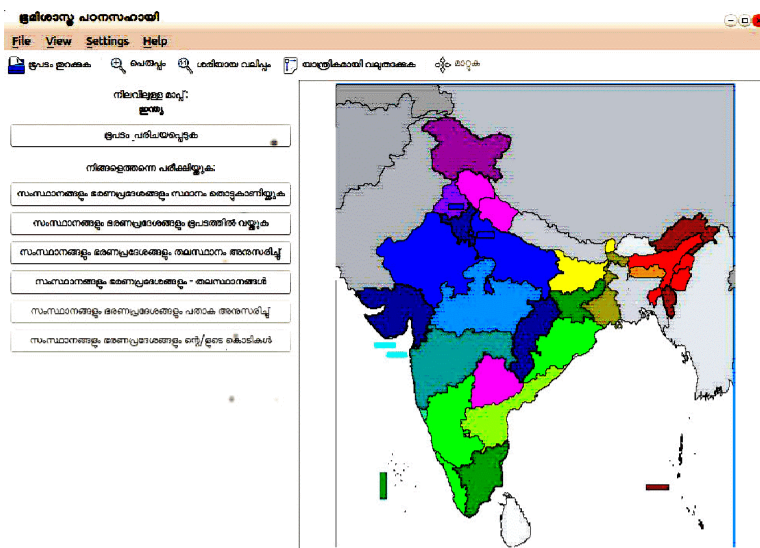 ഭൂമിശാസ്ത്ര പഠനസഹായി
File View Settings Help
ഭൂപടം തുറക്കുക പെരുപ്പം ശരിയായ വലിപ്പം യാന്ത്രികമായി വലുതാക്കുക മാറ്റുക
നിലവിലുള്ള മാപ്പ്:
ഇന്ത്യ
ഭൂപടം പരിചയപ്പെടുക
നിങ്ങളെത്തന്നെ പരീക്ഷിയ്ക്കുക:
സംസ്ഥാനങ്ങളും ഭരണപ്രദേശങ്ങളും സ്ഥാനം തൊട്ടുകാണിയ്ക്കുക
സംസ്ഥാനങ്ങളും ഭരണപ്രദേശങ്ങളും ഭൂപടത്തില്‍ വയ്ക്കുക
സംസ്ഥാനങ്ങളും ഭരണപ്രദേശങ്ങളും തലസ്ഥാനം അനുസരിച്ച്
സംസ്ഥാനങ്ങളും ഭരണപ്രദേശങ്ങളും - തലസ്ഥാനങ്ങള്‍
സംസ്ഥാനങ്ങളും ഭരണപ്രദേശങ്ങളും പതാക അനുസരിച്ച്
സംസ്ഥാനങ്ങളും ഭരണപ്രദേശങ്ങളും ന്റെ/ളുടെ കൊടികള്‍